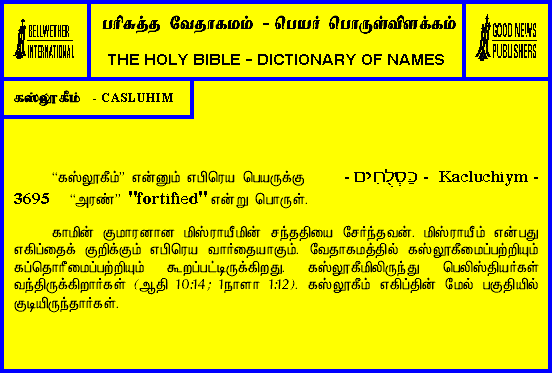 BELLWETHER
INTERNATIONAL
பரிசுத்த வேதாகமம் - பெயர் பொருள்விளக்கம்
THE HOLY BIBLE - DICTIONARY OF NAMES
GOOD NEWS
PUBLISHERS
கஸ்லூகீம் - CASLUHIM
“கஸ்லூகீம்” என்னும் எபிரெய பெயருக்கு - כַּסְלֻחִים - Kacluchiym -
3695 “அரண்” "fortified" என்று பொருள்.
காமின் குமாரனான மிஸ்ராயீமின் சந்ததியை சேர்ந்தவன். மிஸ்ராயீம் என்பது
எகிப்தைக் குறிக்கும் எபிரெய வார்தையாகும். வேதாகமத்தில் கஸ்லூகீமைப்பற்றியும்
கப்தொரீமைப்பற்றியும் கூறப்பட்டிருக்கிறது. கஸ்லூகீமிலிருந்து பெலிஸ்தியர்கள்
வந்திருக்கிறார்கள் (ஆதி 10:14; 1நாளா 1:12). கஸ்லூகீம் எகிப்தின் மேல் பகுதியில்
குடியிருந்தார்கள்.